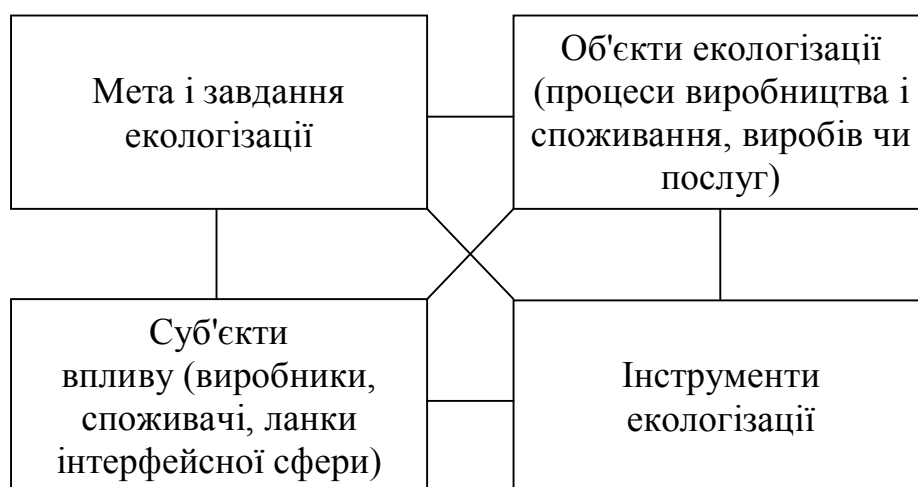 Мета і завдання
екологізації
Об'єкти екологізації
(процеси виробництва і
споживання, виробів чи
послуг)
Суб'єкти
впливу (виробники,
споживачі, ланки
інтерфейсної сфери)
Інструменти
екологізації